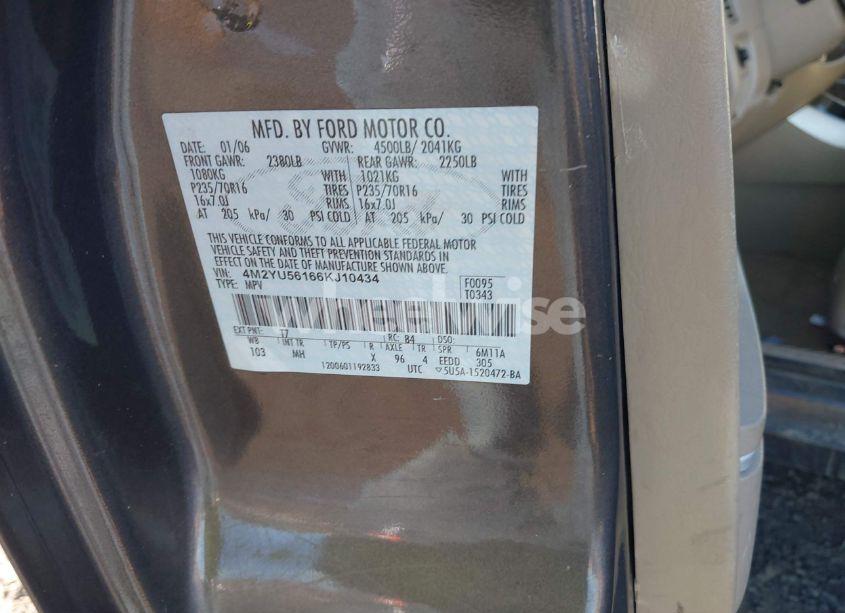 MFD. BY FORD MOTOR CO.
DATE: 01/06 GVWR: 4500LB/ 2041KG
FRONT GAWR: 2380LB REAR GAWR: 2250LB
1080KG WITH 1021KG WITH
P235/70R16 TIRES P235/70R16 TIRES
16x7.0J RIMS 16x7.0J RIMS
AT 205 kPa/ 30 PSI COLD AT 205 kPa/ 30 PSI COLD
THIS VEHICLE CONFORMS TO ALL APPLICABLE FEDERAL MOTOR
VEHICLE SAFETY AND THEFT PREVENTION STANDARDS IN
EFFECT ON THE DATE OF MANUFACTURE SHOWN ABOVE.
VIN: 4M2YU56166KJ10434 F0095
TYPE: MPV T0343
wheelwise
EXT PNT: T7 RC: B4 DSO:
WB INT TR TP/PS R AXLE TR SPR 6M11A
103 MH X 96 4 EEDD 305
1200601192833 UTC 5U5A-1520472-BA